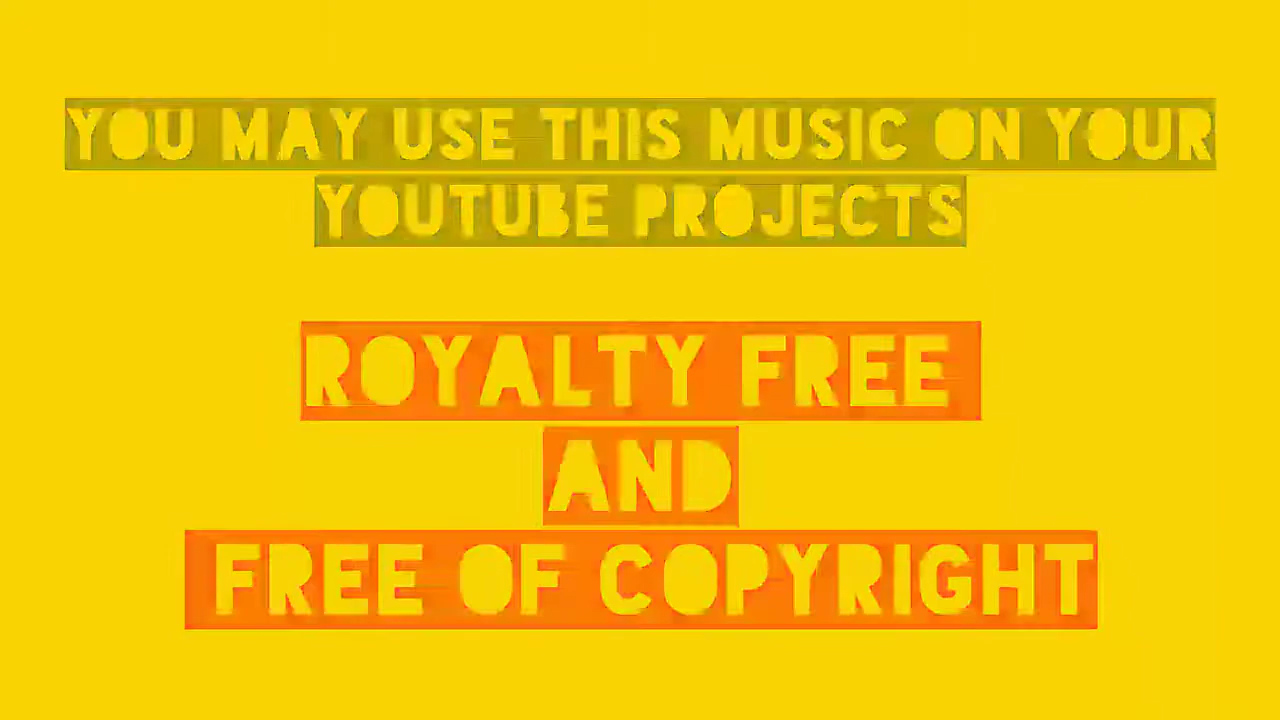 YOU MAY USE THIS MUSIC ON YOUR
YOUTUBE PROJECTS
ROYALTY FREE
AND
FREE OF COPYRIGHT